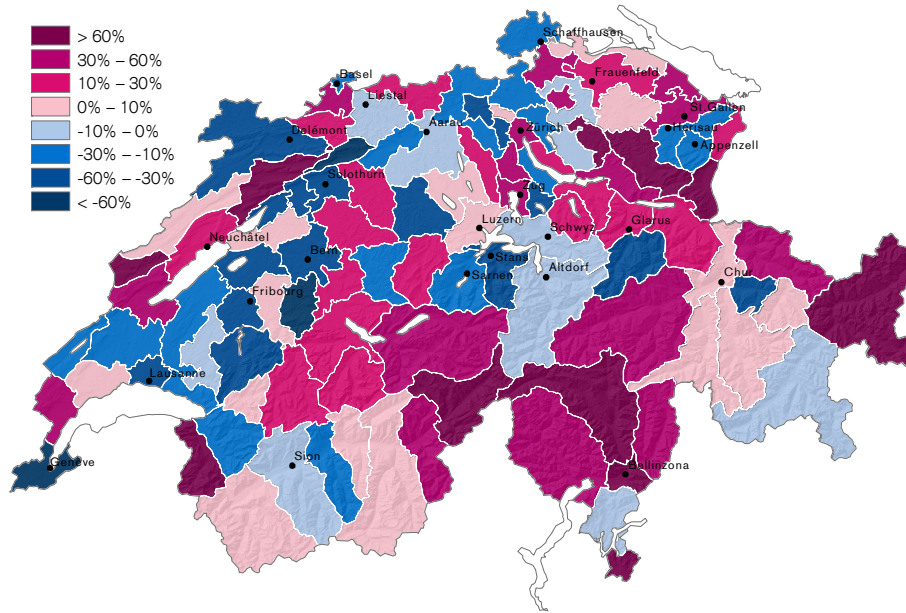 > 60%
30% – 60%
10% – 30%
0% – 10%
-10% – 0%
-30% – -10%
-60% – -30%
< -60%
Schaffhausen
Basel
Frauenfeld
Liestal
St.Gallen
Aarau
Zürich
Herisau
Delémont
Appenzell
Solothurn
Zug
Luzern
Glarus
Schwyz
Neuchâtel
Bern
Stans
Sarnen
Altdorf
Chur
Fribourg
Lausanne
Genève
Sion
Bellinzona